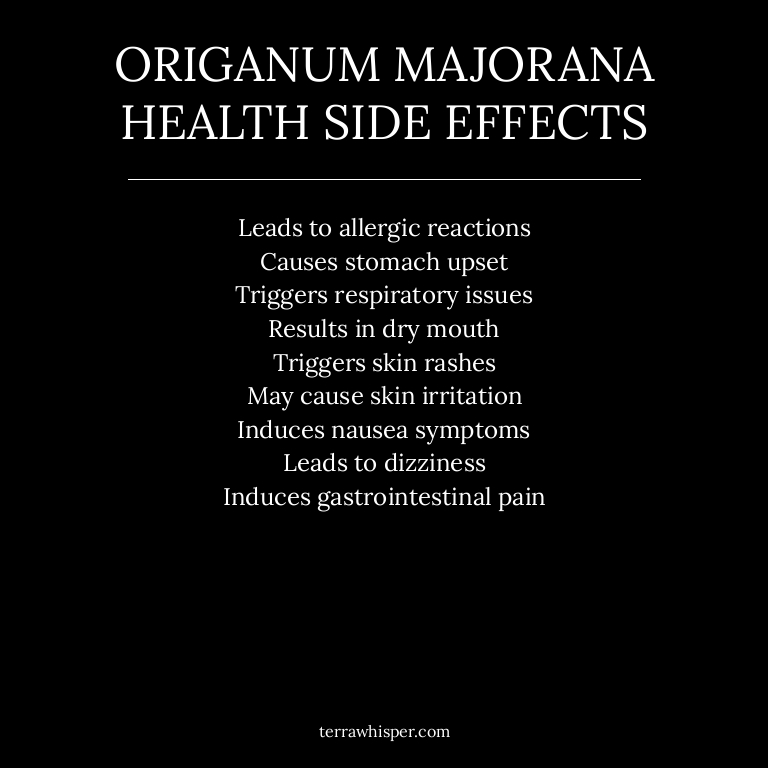 ORIGANUM MAJORANA
HEALTH SIDE EFFECTS
Leads to allergic reactions
Causes stomach upset
Triggers respiratory issues
Results in dry mouth
Triggers skin rashes
May cause skin irritation
Induces nausea symptoms
Leads to dizziness
Induces gastrointestinal pain
terrawhisper.com